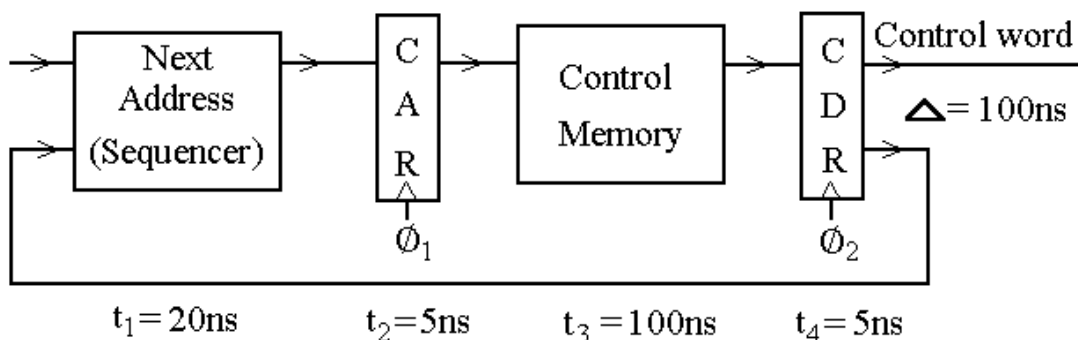 Next
Address
(Sequencer)
C
A
R
Ø₁
Control
Memory
C
D
R
Ø₂
Control word
Δ = 100ns
t₁ = 20ns
t₂ = 5ns
t₃ = 100ns
t₄ = 5ns